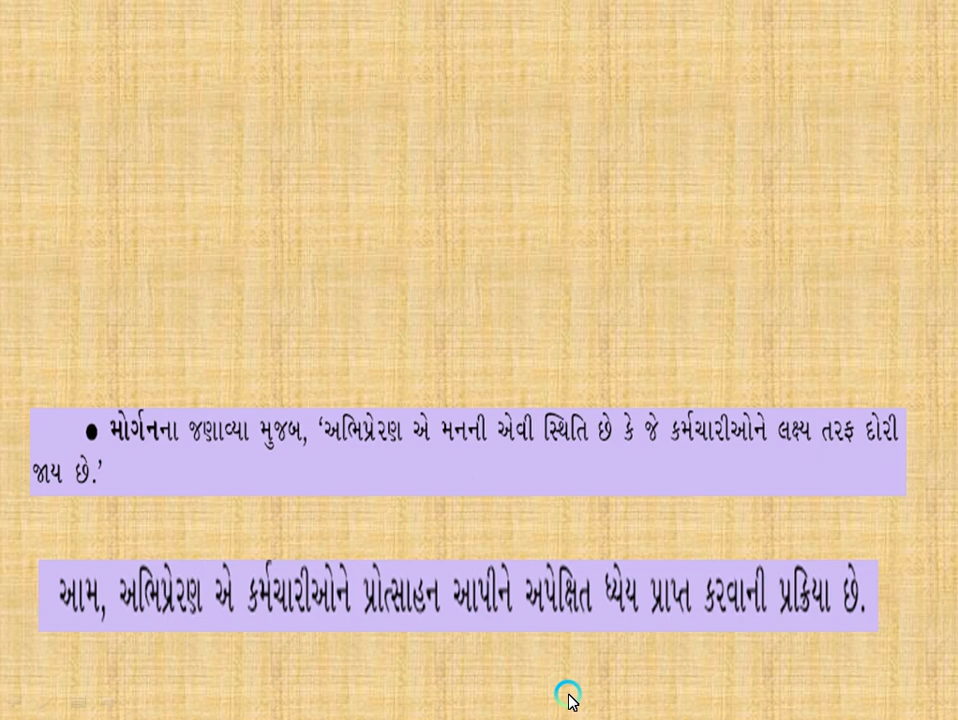 ● મોર્ગનના જણાવ્યા મુજબ, ‘અભિપ્રેરણ એ મનની એવી સ્થિતિ છે કે જે કર્મચારીઓને લક્ષ્ય તરફ દોરી
જાય છે.’
આમ, અભિપ્રેરણ એ કર્મચારીઓને પ્રોત્સાહન આપીને અપેક્ષિત ધ્યેય પ્રાપ્ત કરવાની પ્રક્રિયા છે.